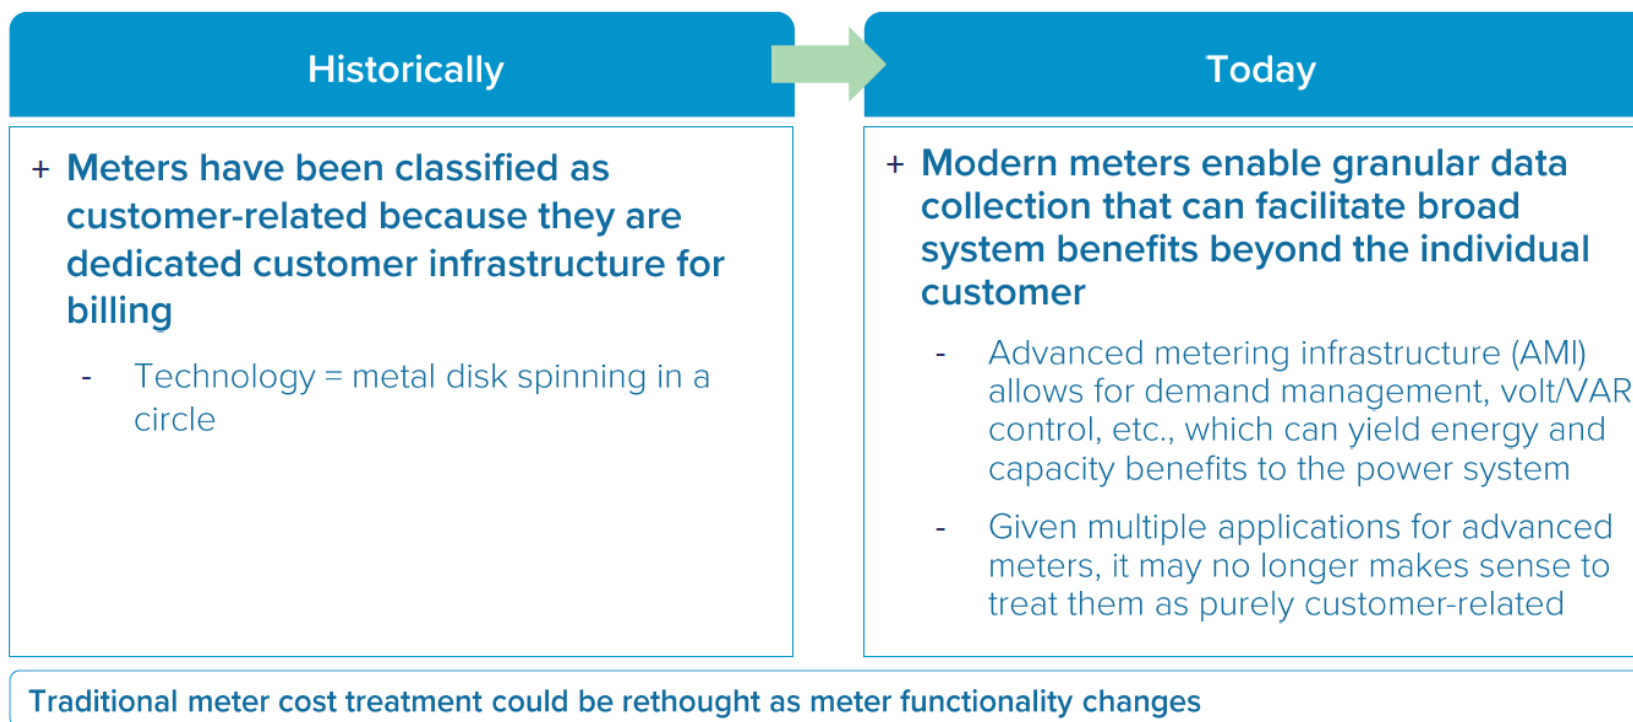 Historically
Today
+ Meters have been classified as
customer-related because they are
dedicated customer infrastructure for
billing
- Technology = metal disk spinning in a
circle
+ Modern meters enable granular data
collection that can facilitate broad
system benefits beyond the individual
customer
- Advanced metering infrastructure (AMI)
allows for demand management, volt/VAR
control, etc., which can yield energy and
capacity benefits to the power system
- Given multiple applications for advanced
meters, it may no longer makes sense to
treat them as purely customer-related
Traditional meter cost treatment could be rethought as meter functionality changes